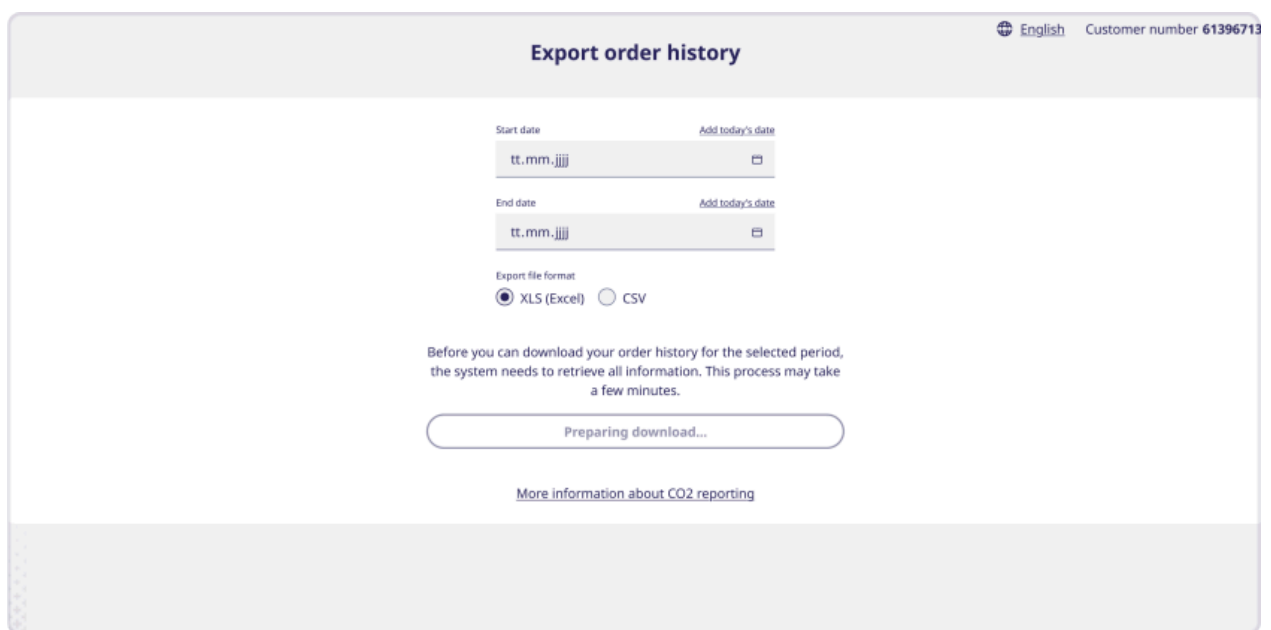 English Customer number 61396713
Export order history
Start date Add today's date
tt.mm.jjjj
End date Add today's date
tt.mm.jjjj
Export file format
XLS (Excel) CSV
Before you can download your order history for the selected period,
the system needs to retrieve all information. This process may take
a few minutes.
Preparing download...
More information about CO2 reporting